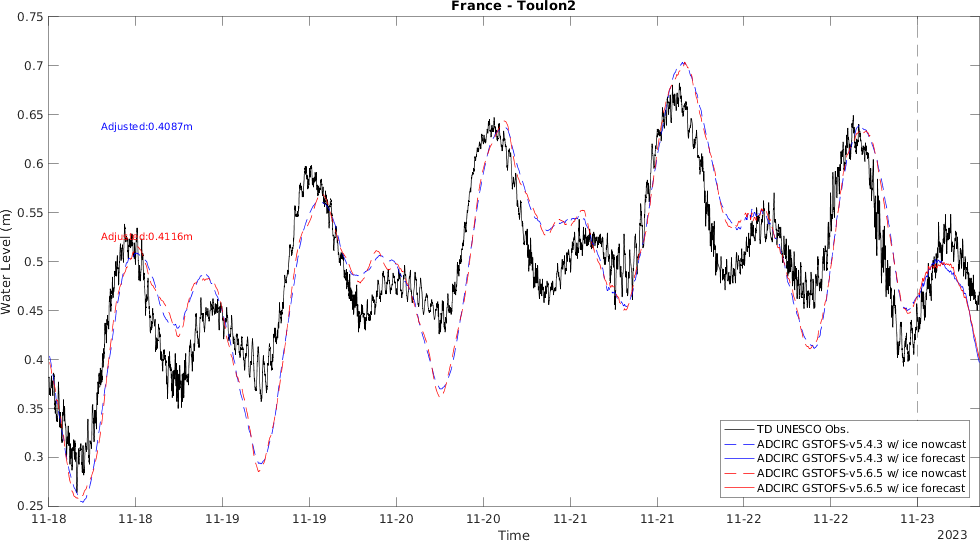 France - Toulon2
0.75
0.7
0.65
0.6
0.55
0.5
0.45
0.4
0.35
0.3
0.25
Water Level (m)
Adjusted:0.4087m
Adjusted:0.4116m
TD UNESCO Obs.
ADCIRC GSTOFS-v5.4.3 w/ ice nowcast
ADCIRC GSTOFS-v5.4.3 w/ ice forecast
ADCIRC GSTOFS-v5.6.5 w/ ice nowcast
ADCIRC GSTOFS-v5.6.5 w/ ice forecast
11-18 11-18 11-19 11-19 11-20 11-20 11-21 11-21 11-22 11-22 11-23
Time
2023